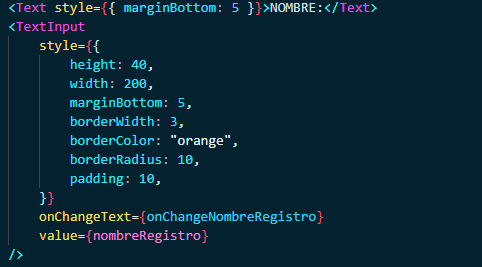 <Text style={{ marginBottom: 5 }}>NOMBRE:</Text>
<TextInput
    style={{
        height: 40,
        width: 200,
        marginBottom: 5,
        borderWidth: 3,
        borderColor: "orange",
        borderRadius: 10,
        padding: 10,
    }}
    onChangeText={onChangeNombreRegistro}
    value={nombreRegistro}
/>